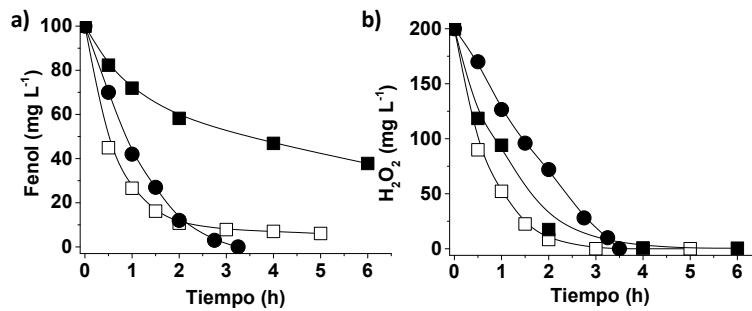 a)
Fenol (mg L⁻¹)
100
80
60
40
20
0
0 1 2 3 4 5 6
Tiempo (h)
b)
H₂O₂ (mg L⁻¹)
200
150
100
50
0
0 1 2 3 4 5 6
Tiempo (h)